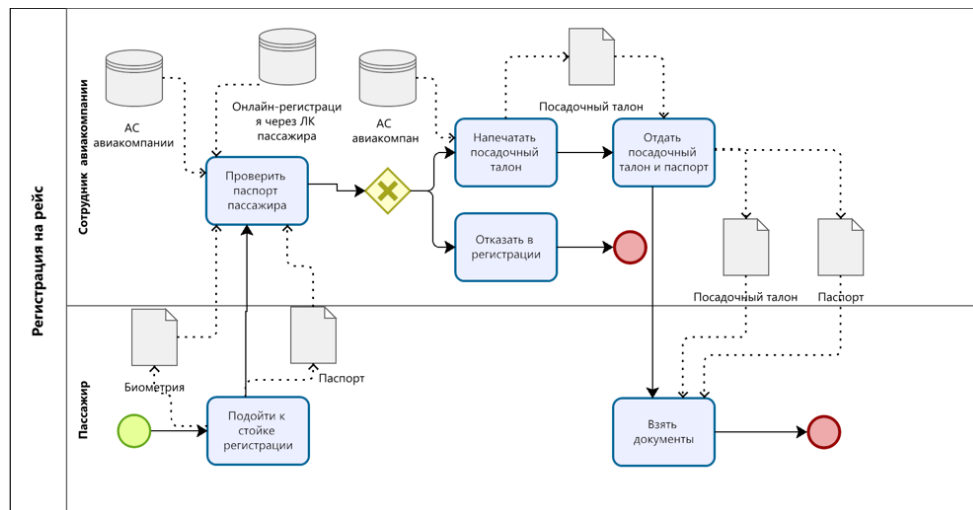 Регистрация на рейс
Сотрудник авиакомпании
АС
авиакомпании
Онлайн-регистраци
я через ЛК
пассажира
АС
авиакомпан
Посадочный талон
Проверить
паспорт
пассажира
Напечатать
посадочный
талон
Отдать
посадочный
талон и паспорт
Отказать в
регистрации
Посадочный талон
Паспорт
Пассажир
Биометрия
Паспорт
Подойти к
стойке
регистрации
Взять
документы